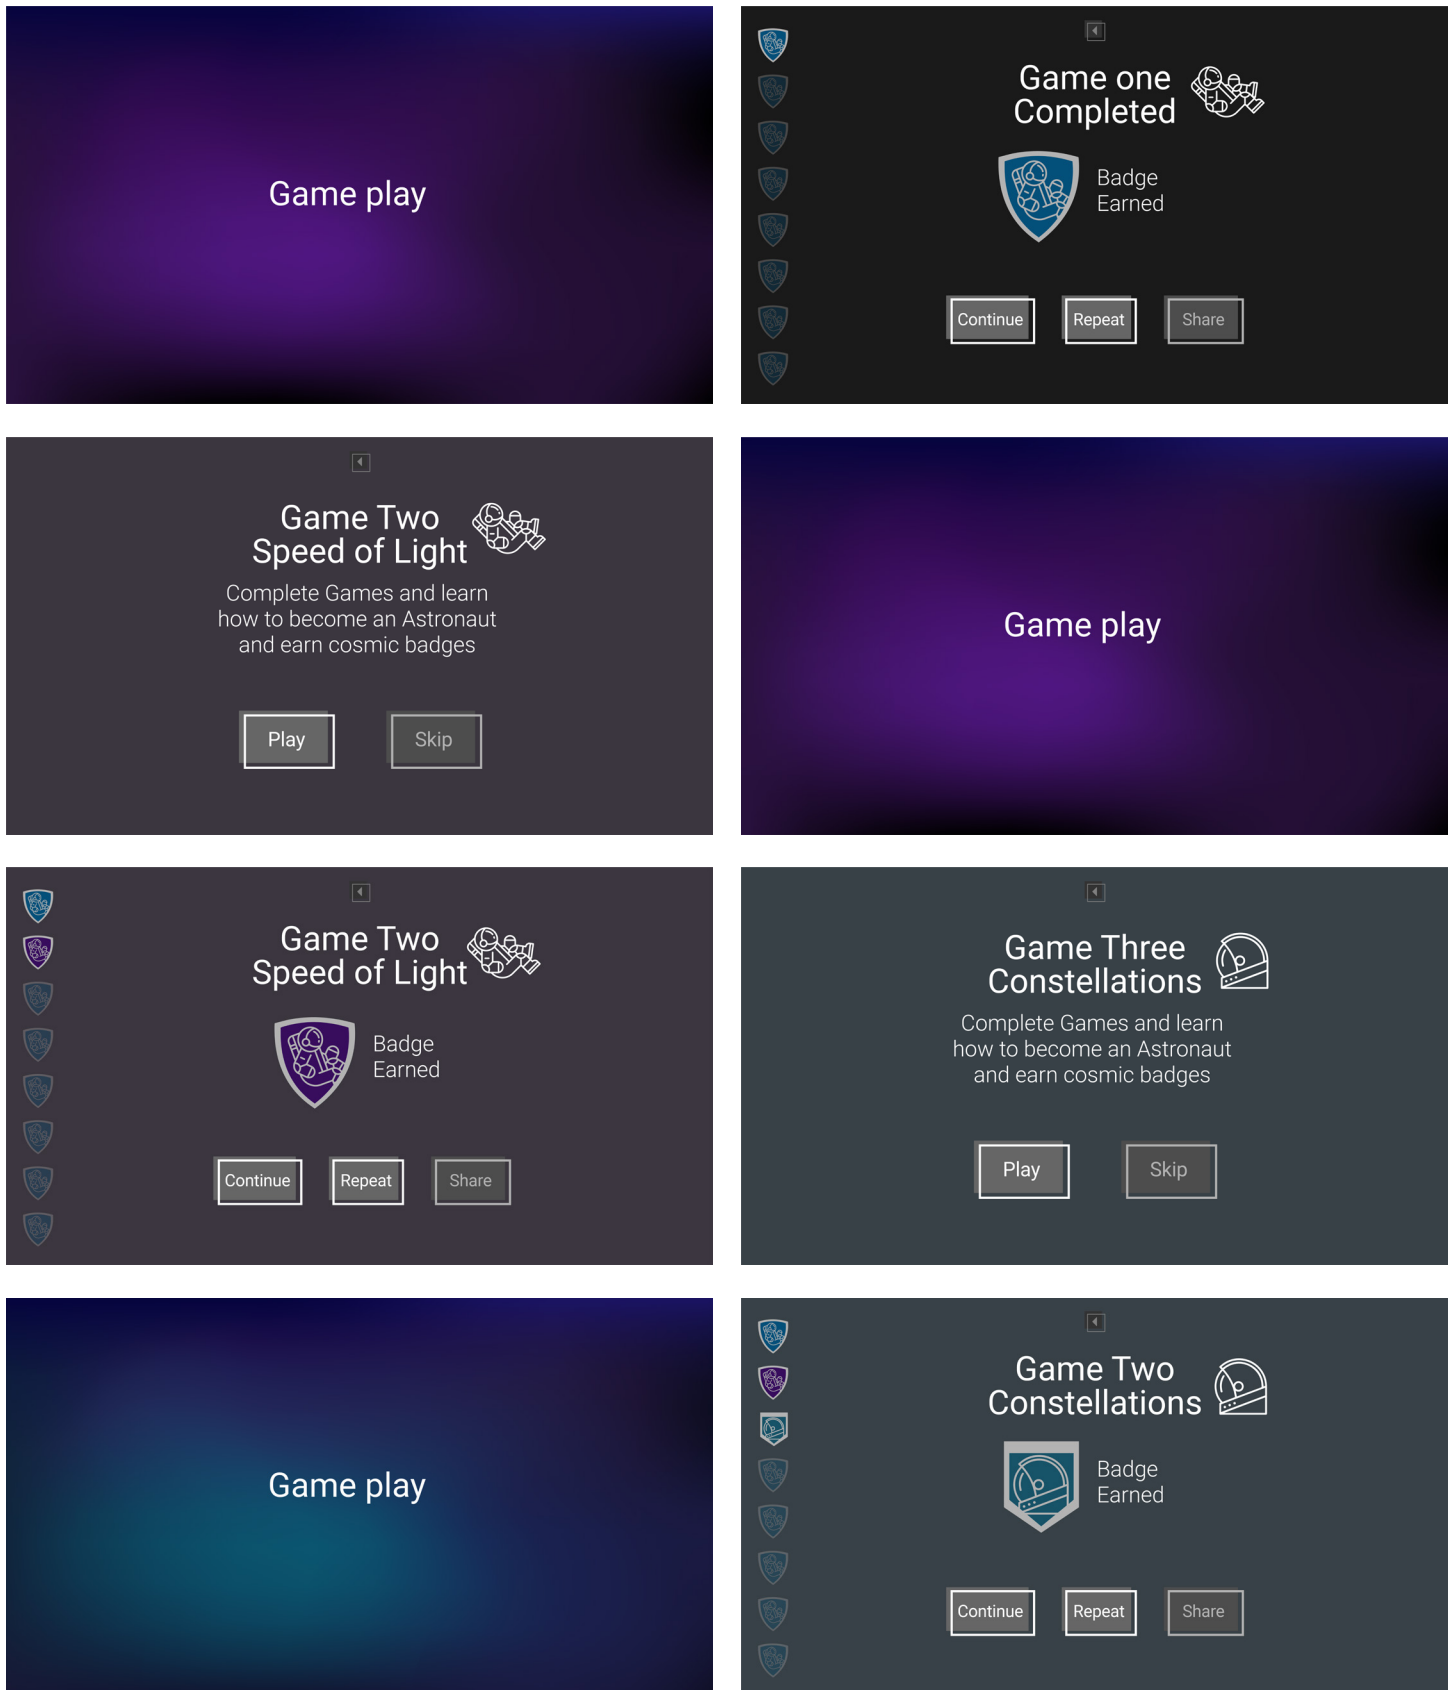 Game play
Game one
Completed
Badge
Earned
Continue
Repeat
Share
Game Two
Speed of Light
Complete Games and learn
how to become an Astronaut
and earn cosmic badges
Play
Skip
Game play
Game Two
Speed of Light
Badge
Earned
Continue
Repeat
Share
Game Three
Constellations
Complete Games and learn
how to become an Astronaut
and earn cosmic badges
Play
Skip
Game play
Game Two
Constellations
Badge
Earned
Continue
Repeat
Share